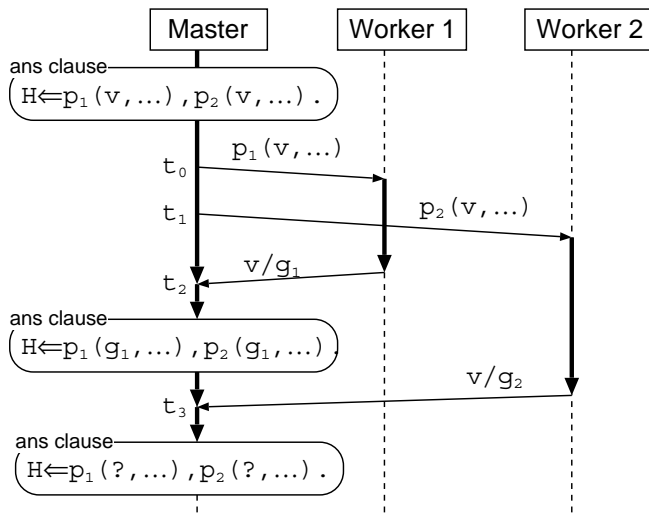 Master Worker 1 Worker 2
ans clause
H⇐p₁(v,…),p₂(v,…).
p₁(v,…)
t₀
t₁
p₂(v,…)
v/g₁
t₂
ans clause
H⇐p₁(g₁,…),p₂(g₁,…).
v/g₂
t₃
ans clause
H⇐p₁(?,…),p₂(?,…).